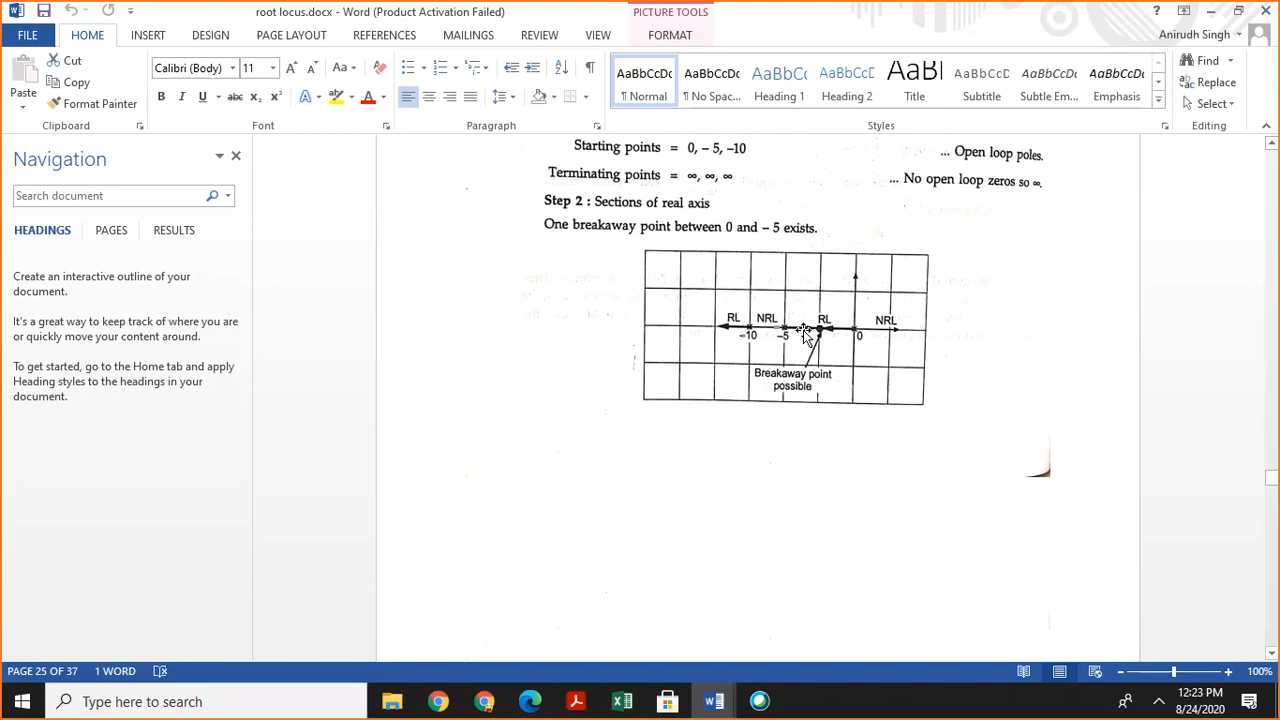 root locus.docx - Word (Product Activation Failed)
PICTURE TOOLS
?
FILE
HOME
INSERT
DESIGN
PAGE LAYOUT
REFERENCES
MAILINGS
REVIEW
VIEW
FORMAT
Anirudh Singh
Paste
Cut
Copy
Format Painter
Clipboard
Calibri (Body)
11
Font
Paragraph
AaBbCcDc
¶ Normal
AaBbCcDc
¶ No Spac...
AaBbCc
Heading 1
AaBbCcC
Heading 2
AaBl
Title
AaBbCcD
Subtitle
AaBbCcDc
Subtle Em...
AaBbCcDc
Emphasis
Styles
Find
Replace
Select
Editing
Navigation
Search document
HEADINGS
PAGES
RESULTS
Create an interactive outline of your
document.
It's a great way to keep track of where you are
or quickly move your content around.
To get started, go to the Home tab and apply
Heading styles to the headings in your
document.
Starting points = 0, – 5, –10 ... Open loop poles.
Terminating points = ∞, ∞, ∞ ... No open loop zeros so ∞.
Step 2 : Sections of real axis
One breakaway point between 0 and – 5 exists.
RL NRL RL NRL
–10 –5 0
Breakaway point
possible
PAGE 25 OF 37
1 WORD
100%
Type here to search
12:23 PM
8/24/2020